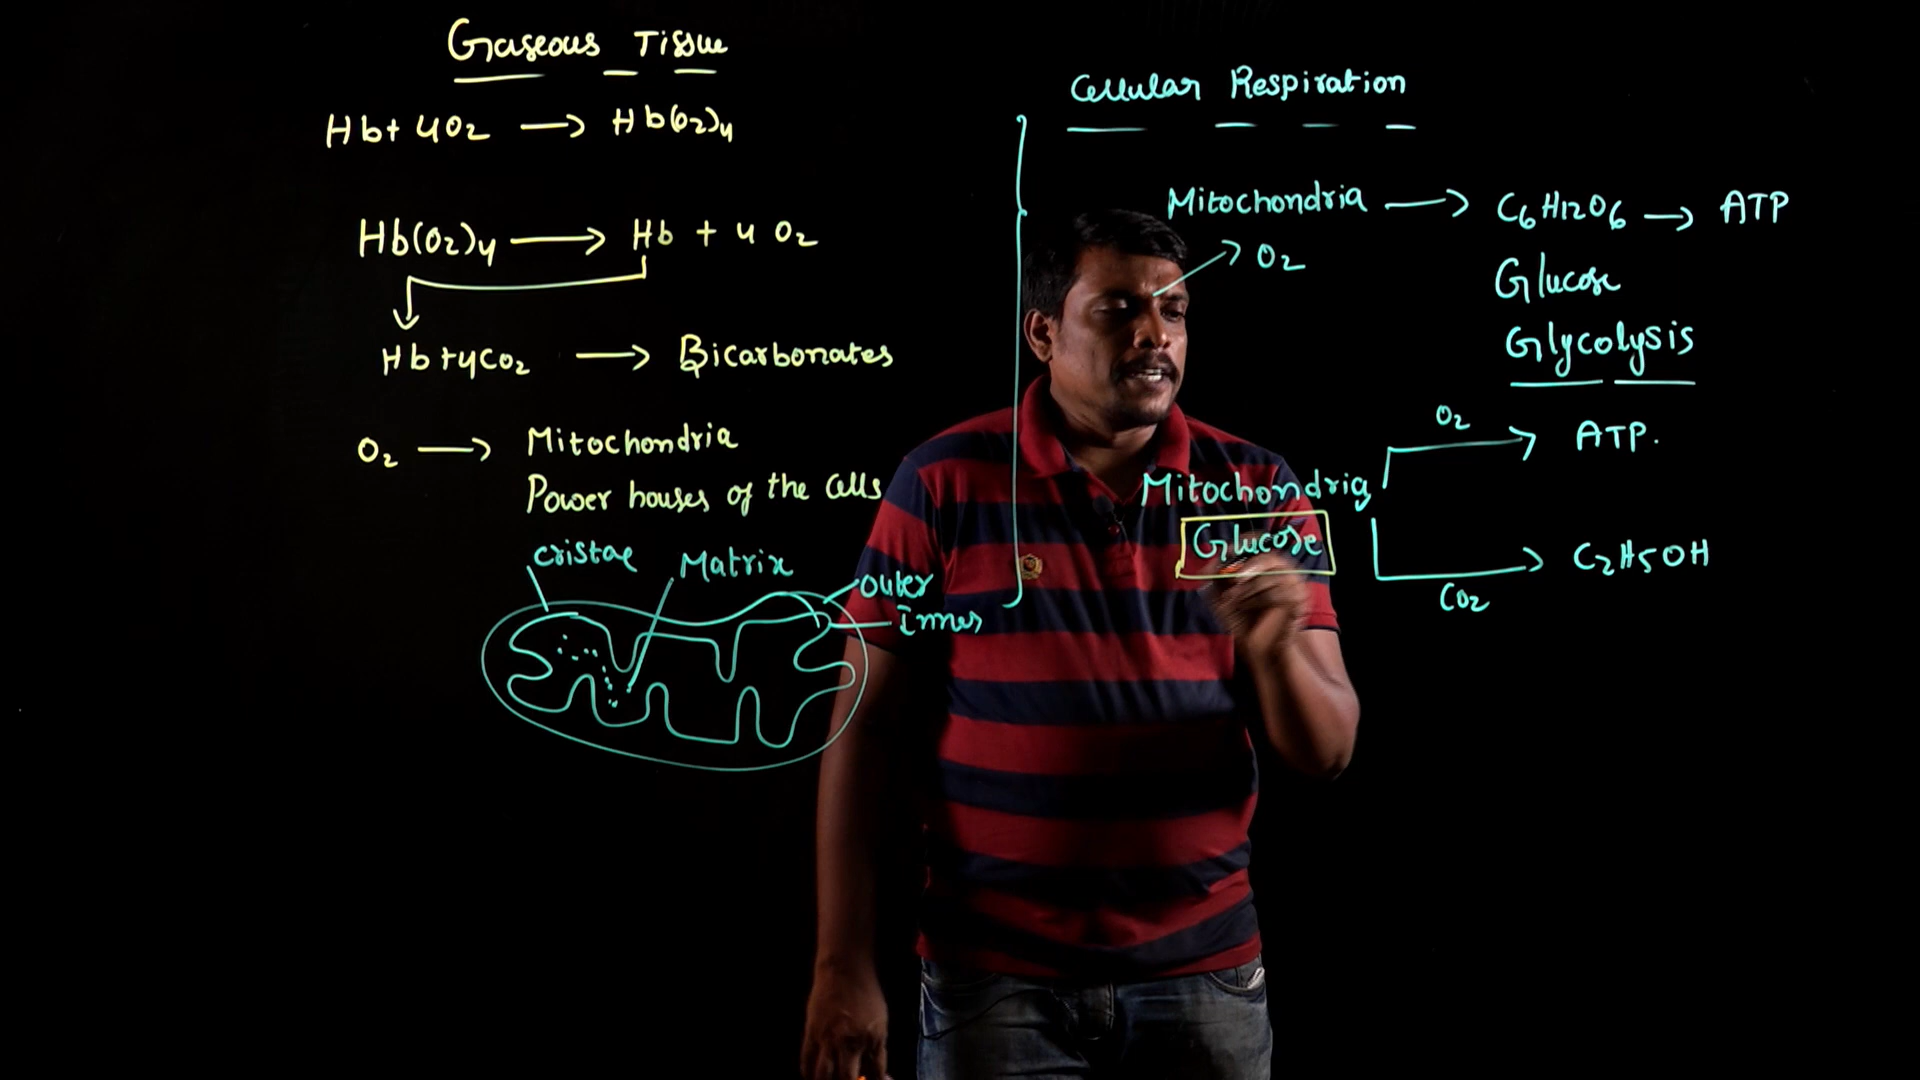 Gaseous Tissue
Hb+ 4O2 → Hb(O2)4
Hb(O2)4 → Hb + 4 O2
Hb+4CO2 → Bicarbonates
O2 → Mitochondria
Power houses of the Cells
Cristae
Matrix
Outer
Inner
Cellular Respiration
Mitochondria → C6H12O6 → ATP
O2
Glucose
Glycolysis
O2
ATP.
Mitochondria
Glucose
C2H5OH
CO2